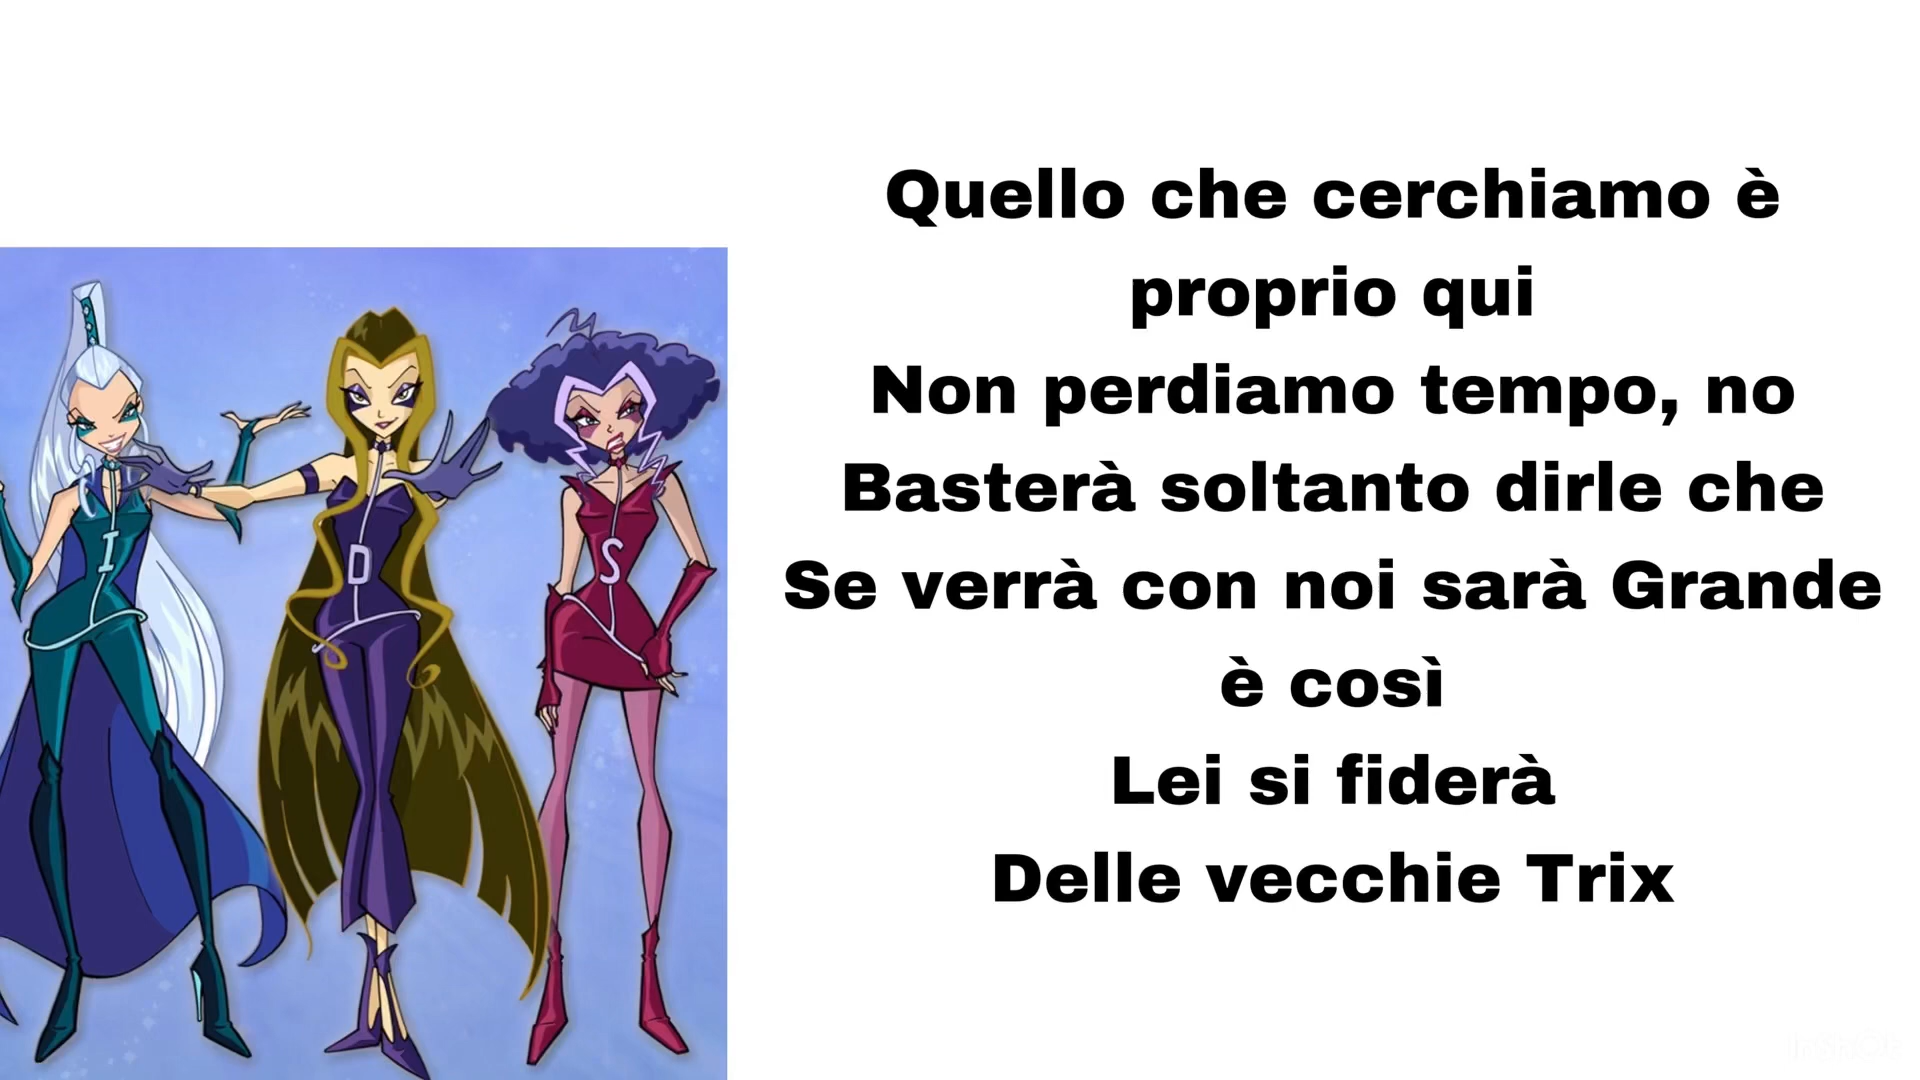 Quello che cerchiamo è
proprio qui
Non perdiamo tempo, no
Basterà soltanto dirle che
Se verrà con noi sarà Grande
è così
Lei si fiderà
Delle vecchie Trix
I
D
S